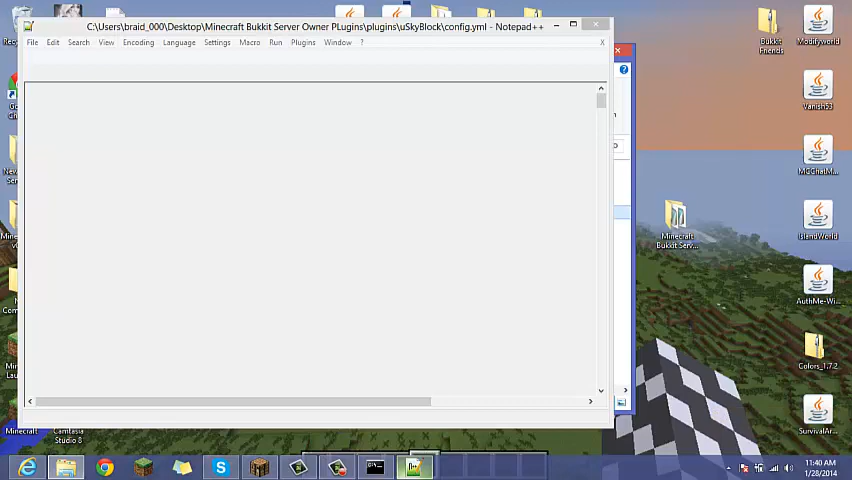 C:\Users\braid_000\Desktop\Minecraft Bukkit Server Owner PLugins\plugins\uSkyBlock\config.yml - Notepad++
File Edit Search View Encoding Language Settings Macro Run Plugins Window ? X
Bukkit Friends
Modifyworld
Vanish53
MCChatM...
Minecraft Bukkit Serv...
IslandWorld
AuthMe-Wi...
Colors_1.7.2
SurvivalAr...
Minecraft
Camtasia Studio 8
11:40 AM
1/28/2014